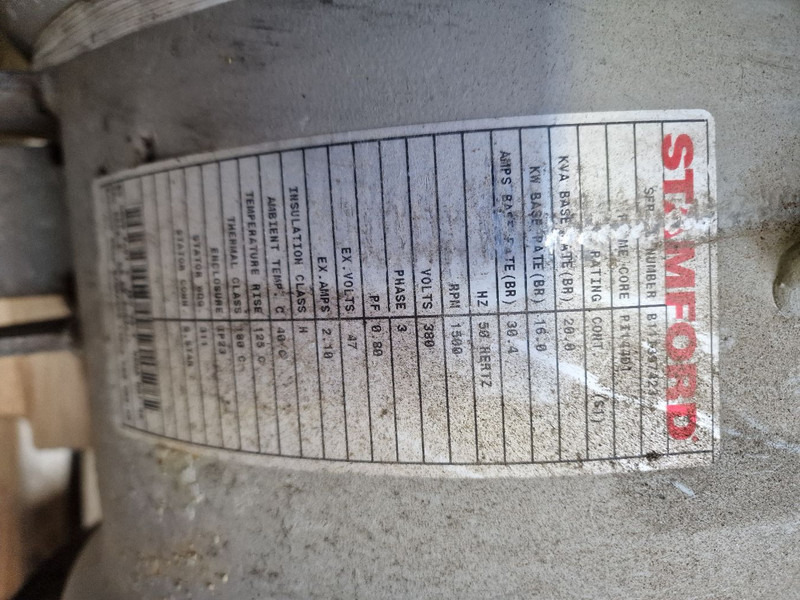 STAMFORD
NUMBER
CORE
RATING CONT
KVA BASE RATE(BR) 20.0
KW BASE RATE(BR) 16.0
AMPS BASE RATE(BR) 30.4
HZ 50 HERTZ
RPM 1500
VOLTS 380
PHASE 3
PF 0.80
EX.VOLTS 47
EX.AMPS 2.10
INSULATION CLASS H
AMBIENT TEMP. C 40 C
TEMPERATURE RISE 125 C
THERMAL CLASS 180 C
ENCLOSURE IP23
STATOR WDG 311
STATOR CONN